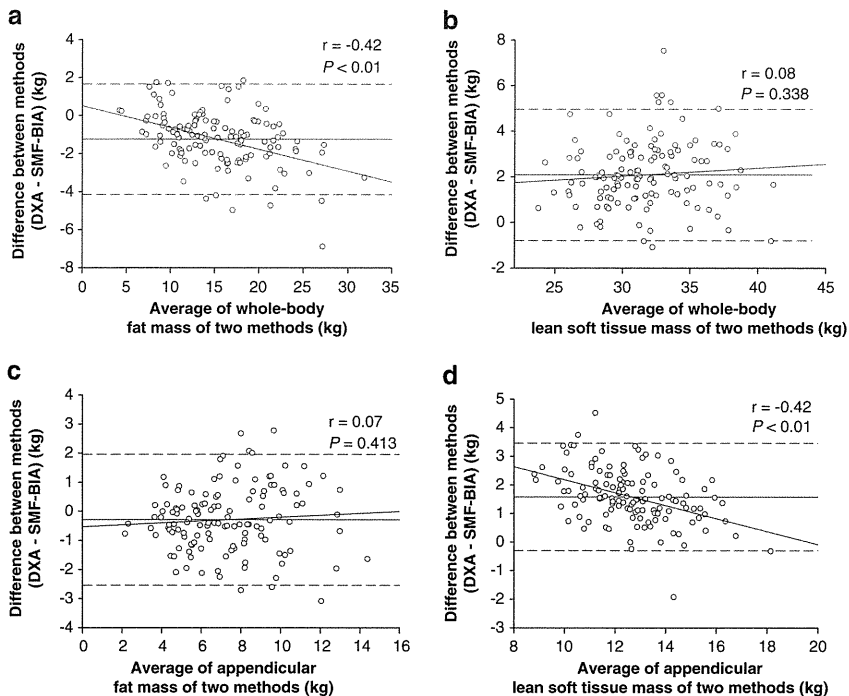 a
4
2
0
-2
-4
-6
-8
0 5 10 15 20 25 30 35
r = -0.42
P < 0.01
Difference between methods
(DXA - SMF-BIA) (kg)
Average of whole-body
fat mass of two methods (kg)
b
8
6
4
2
0
-2
25 30 35 40 45
r = 0.08
P = 0.338
Difference between methods
(DXA - SMF-BIA) (kg)
Average of whole-body
lean soft tissue mass of two methods (kg)
c
4
3
2
1
0
-1
-2
-3
-4
0 2 4 6 8 10 12 14 16
r = 0.07
P = 0.413
Difference between methods
(DXA - SMF-BIA) (kg)
Average of appendicular
fat mass of two methods (kg)
d
5
4
3
2
1
0
-1
-2
-3
8 10 12 14 16 18 20
r = -0.42
P < 0.01
Difference between methods
(DXA - SMF-BIA) (kg)
Average of appendicular
lean soft tissue mass of two methods (kg)